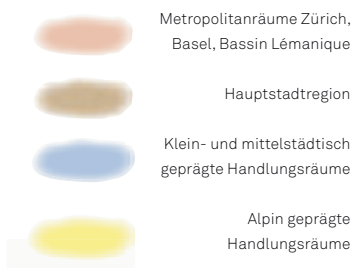 Metropolitanräume Zürich,
Basel, Bassin Lémanique
Hauptstadtregion
Klein- und mittelstädtisch
geprägte Handlungsräume
Alpin geprägte
Handlungsräume